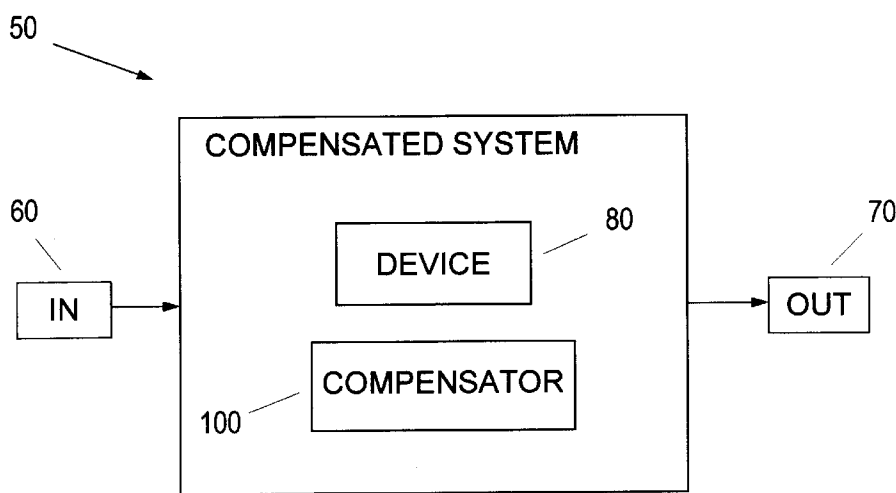 50
COMPENSATED SYSTEM
60
80
70
DEVICE
IN
OUT
COMPENSATOR
100